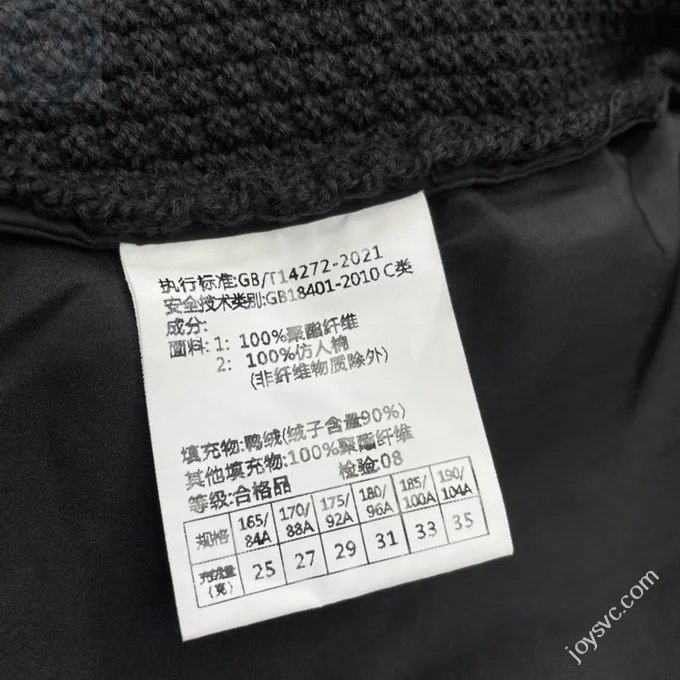 执行标准:GB/T14272-2021
安全技术类别:GB18401-2010 C类
成分:
面料: 1: 100%聚酯纤维
2: 100%仿人棉
(非纤维物质除外)
填充物:鸭绒(绒子含量90%)
其他填充物:100%聚酯纤维
等级:合格品 检验:08
规格 165/84A 170/88A 175/92A 180/96A 185/100A 190/104A
充绒量(克) 25 27 29 31 33 35
joysvc.com